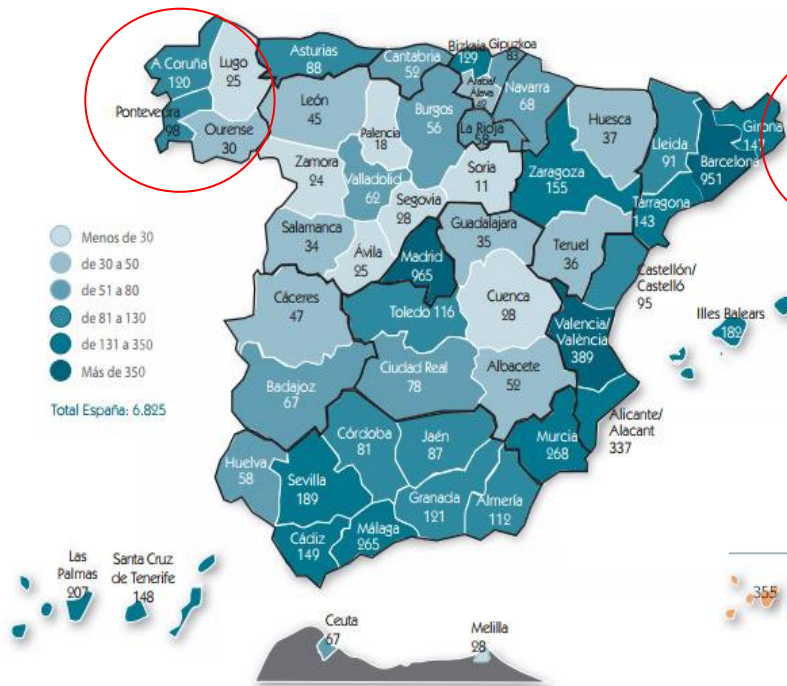 A Coruña
120
Lugo
25
Pontevedra
98
Ourense
30
Asturias
88
Cantabria
52
Bizkaia
129
Gipuzkoa
83
Araba/
Álava
42
Navarra
68
La Rioja
58
León
45
Palencia
18
Burgos
56
Huesca
37
Lleida
91
Girona
147
Barcelona
951
Tarragona
143
Zamora
24
Valladolid
62
Soria
11
Zaragoza
155
Segovia
28
Salamanca
34
Ávila
25
Madrid
965
Guadalajara
35
Teruel
36
Castellón/
Castelló
95
Cáceres
47
Toledo 116
Cuenca
28
Valencia/
València
389
Illes Balears
182
Badajoz
67
Ciudad Real
78
Albacete
52
Alicante/
Alacant
337
Huelva
58
Sevilla
189
Córdoba
81
Jaén
87
Murcia
268
Granada
121
Almería
112
Cádiz
149
Málaga
265
Menos de 30
de 30 a 50
de 51 a 80
de 81 a 130
de 131 a 350
Más de 350
Total España: 6.825
Las
Palmas
207
Santa Cruz
de Tenerife
148
Ceuta
67
Melilla
28
355